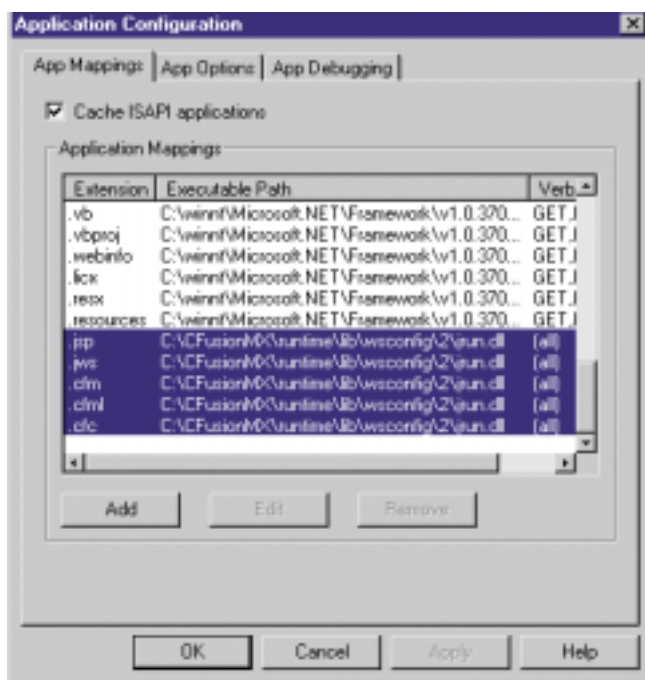 Application Configuration
App Mappings App Options App Debugging
Cache ISAPI applications
Application Mappings
Extension Executable Path Verb
.vb C:\winnt\Microsoft.NET\Framework\v1.0.370... GET,
.vbproj C:\winnt\Microsoft.NET\Framework\v1.0.370... GET,
.webinfo C:\winnt\Microsoft.NET\Framework\v1.0.370... GET,
.licx C:\winnt\Microsoft.NET\Framework\v1.0.370... GET,
.resx C:\winnt\Microsoft.NET\Framework\v1.0.370... GET,
.resources C:\winnt\Microsoft.NET\Framework\v1.0.370... GET,
.jsp C:\CFusionMX\runtime\lib\wsconfig\2\jrun.dll (all)
.jws C:\CFusionMX\runtime\lib\wsconfig\2\jrun.dll (all)
.cfm C:\CFusionMX\runtime\lib\wsconfig\2\jrun.dll (all)
.cfml C:\CFusionMX\runtime\lib\wsconfig\2\jrun.dll (all)
.cfc C:\CFusionMX\runtime\lib\wsconfig\2\jrun.dll (all)
Add Edit Remove
OK Cancel Apply Help